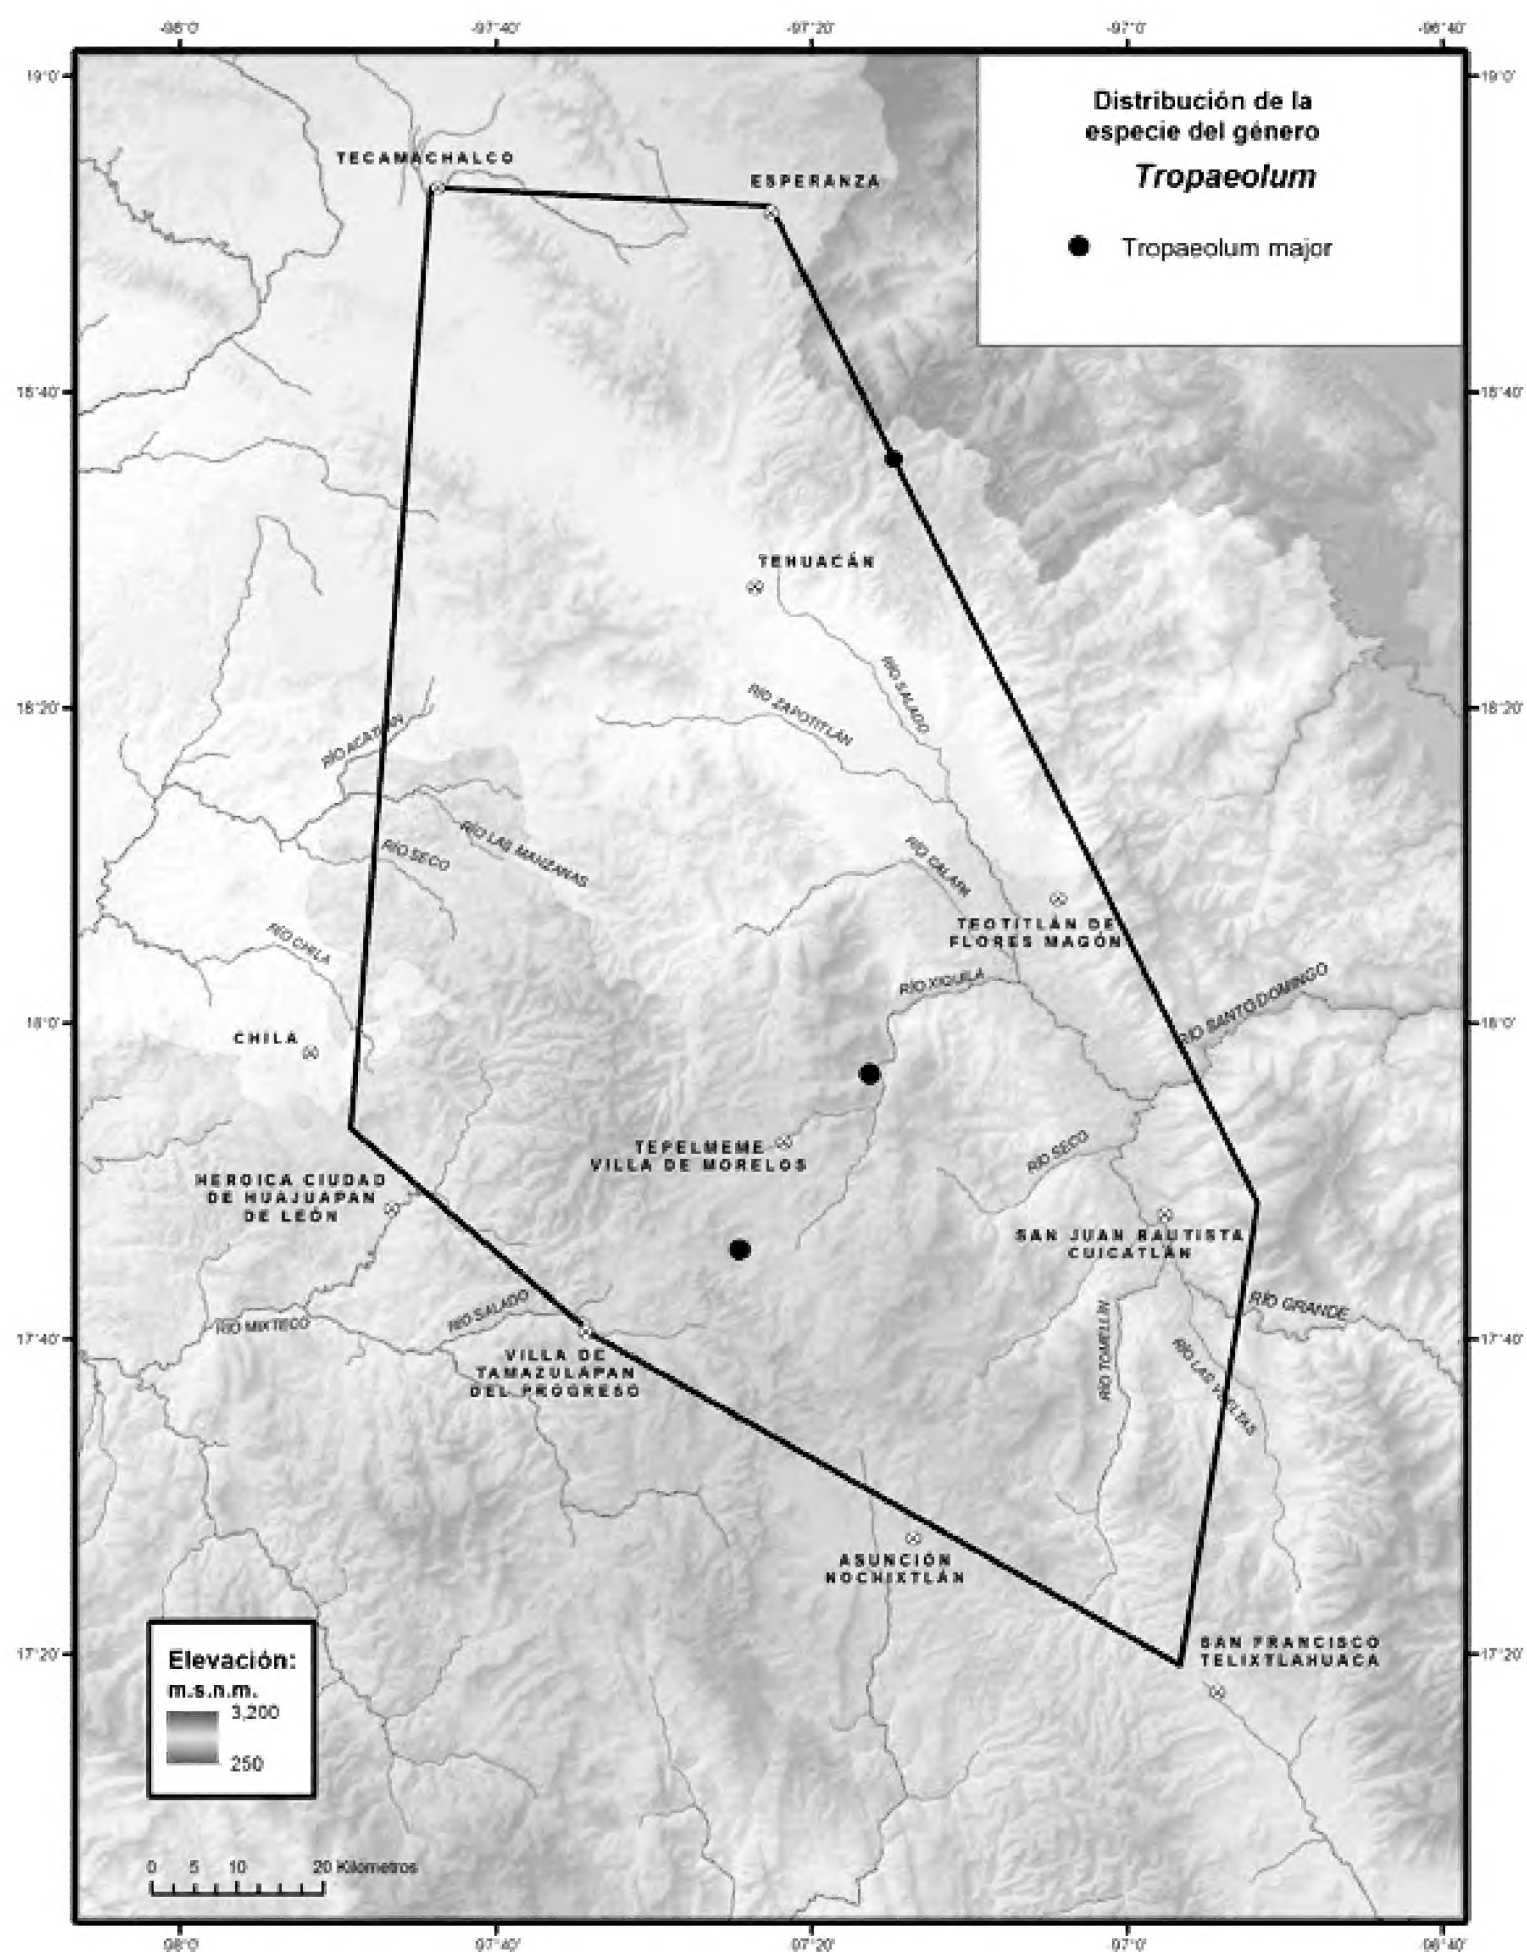 -98°0'
-97°40'
-97°20'
-97°0'
-96°40'
19°0'
19°0'
Distribución de la
especie del género
Tropaeolum
Tropaeolum major
TECAMACHALCO
ESPERANZA
18°40'
18°40'
TEHUACÁN
RÍO SALADO
RÍO ZAPOTITLÁN
18°20'
18°20'
RÍO ACATLÁN
RÍO LAS MANZANAS
RÍO SECO
RÍO CALAPA
TEOTITLÁN DE
FLORES MAGÓN
RÍO CHILA
RÍO XIQUILA
RÍO SANTO DOMINGO
18°0'
18°0'
CHILA
TEPELMEME
VILLA DE MORELOS
RÍO SECO
HEROICA CIUDAD
DE HUAJUAPAN
DE LEÓN
SAN JUAN BAUTISTA
CUICATLÁN
RÍO GRANDE
RÍO SALADO
RÍO MIXTECO
17°40'
17°40'
RÍO TOMELLÍN
RÍO LAS VUELTAS
VILLA DE
TAMAZULÁPAN
DEL PROGRESO
ASUNCIÓN
NOCHIXTLÁN
17°20'
17°20'
SAN FRANCISCO
TELIXTLAHUACA
Elevación:
m.s.n.m.
3,200
250
0 5 10 20 Kilómetros
-98°0'
-97°40'
-97°20'
-97°0'
-96°40'